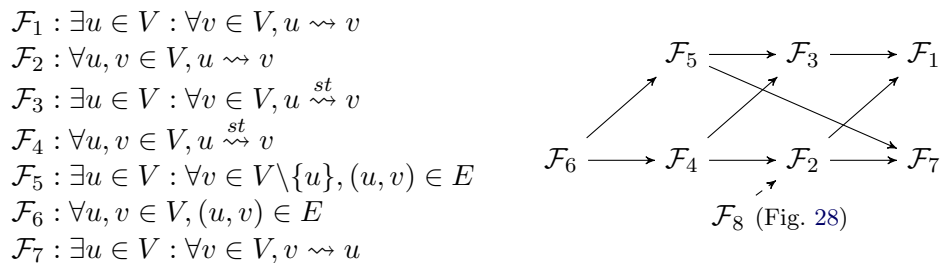 F₁ : ∃u ∈ V : ∀v ∈ V, u ⇝ v
F₂ : ∀u, v ∈ V, u ⇝ v
F₃ : ∃u ∈ V : ∀v ∈ V, u st⇝ v
F₄ : ∀u, v ∈ V, u st⇝ v
F₅ : ∃u ∈ V : ∀v ∈ V\{u}, (u, v) ∈ E
F₆ : ∀u, v ∈ V, (u, v) ∈ E
F₇ : ∃u ∈ V : ∀v ∈ V, v ⇝ u
F₅ F₃ F₁
F₆ F₄ F₂ F₇
F₈ (Fig. 28)